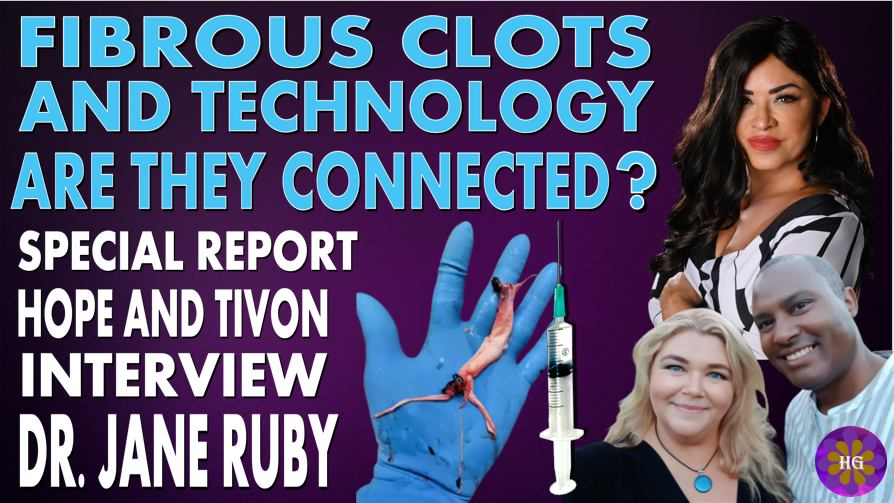 FIBROUS CLOTS
AND TECHNOLOGY
ARE THEY CONNECTED?
SPECIAL REPORT
HOPE AND TIVON
INTERVIEW
DR. JANE RUBY
HG